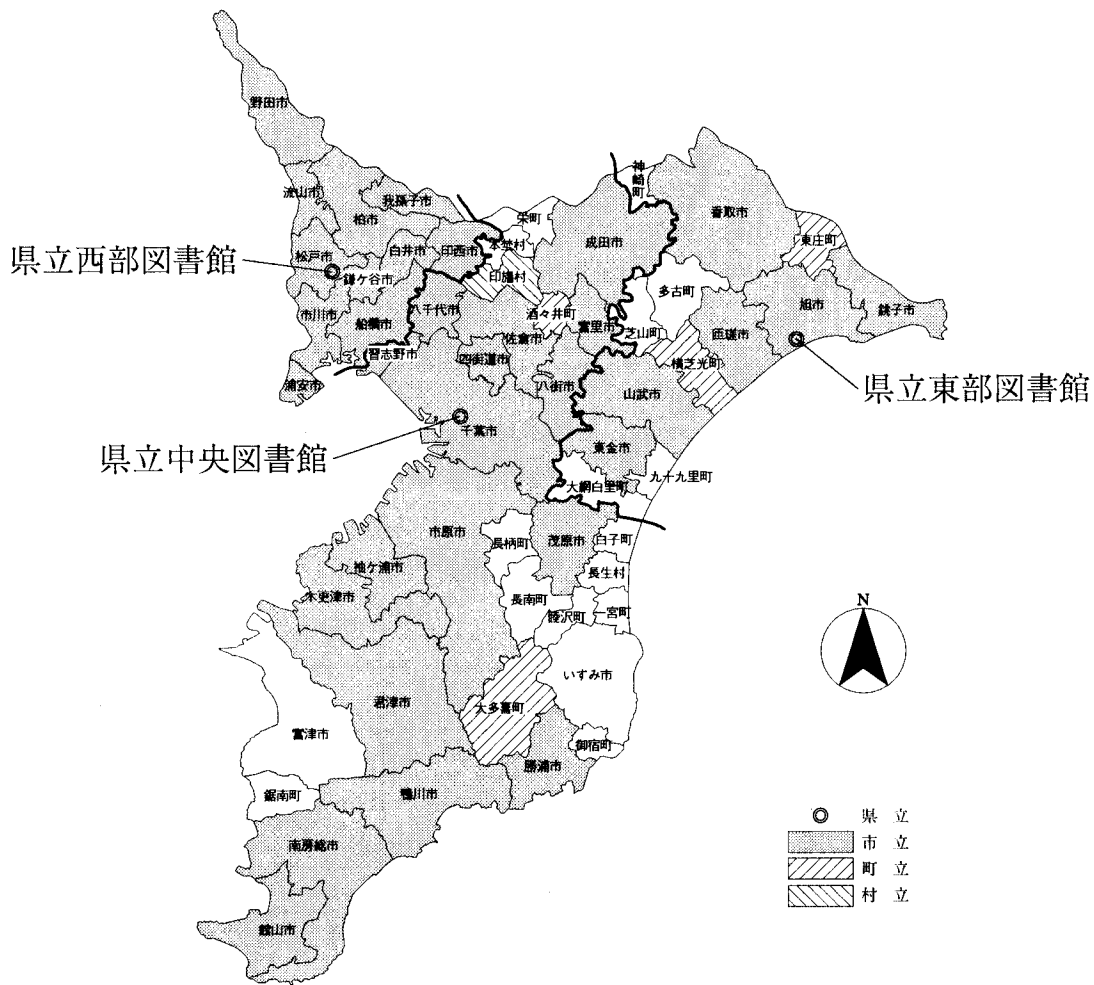 野田市
流山市
柏市
我孫子市
松戸市
鎌ケ谷市
白井市
印西市
市川市
船橋市
浦安市
習志野市
八千代市
栄町
本埜村
印旛村
成田市
神崎町
香取市
東庄町
酒々井町
富里市
佐倉市
四街道市
八街市
千葉市
多古町
芝山町
横芝光町
匝瑳市
旭市
銚子市
山武市
東金市
大網白里町
九十九里町
県立西部図書館
県立中央図書館
県立東部図書館
市原市
長柄町
茂原市
白子町
長生村
長南町
睦沢町
一宮町
袖ケ浦市
木更津市
君津市
富津市
大多喜町
いすみ市
御宿町
勝浦市
鴨川市
鋸南町
南房総市
館山市
N
県立
市立
町立
村立